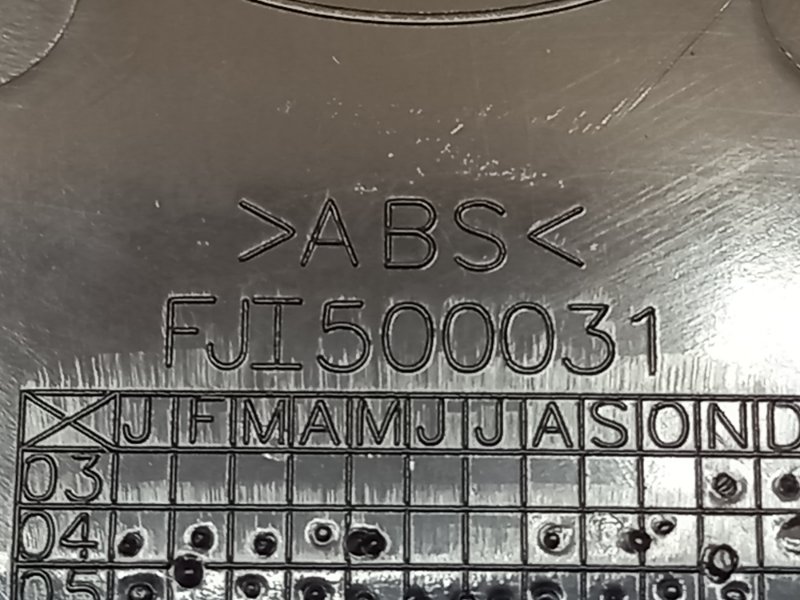 >ABS<
FJI500031
J F M A M J J A S O N D
03
04
05